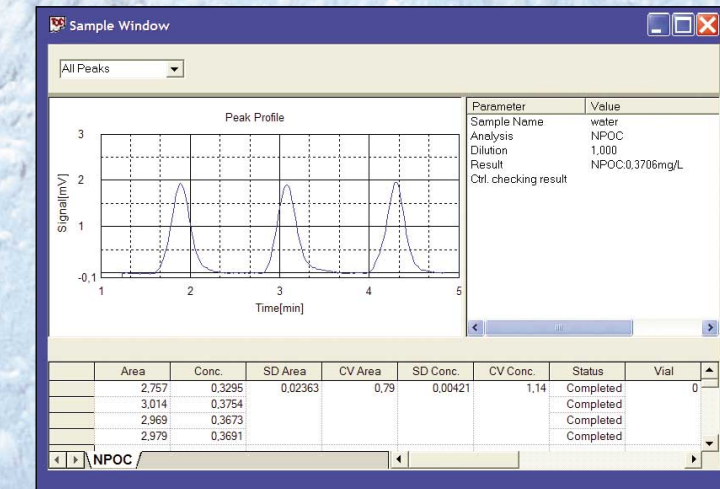 Sample Window
All Peaks
Peak Profile
3
2
1
-0,1
Signal[mV]
1 2 3 4 5
Time[min]
Parameter Value
Sample Name water
Analysis NPOC
Dilution 1,000
Result NPOC:0,3706mg/L
Ctrl. checking result
Area Conc. SD Area CV Area SD Conc. CV Conc. Status Vial
2,757 0,3295 0,02363 0,79 0,00421 1,14 Completed 0
3,014 0,3754 Completed
2,969 0,3673 Completed
2,979 0,3691 Completed
NPOC